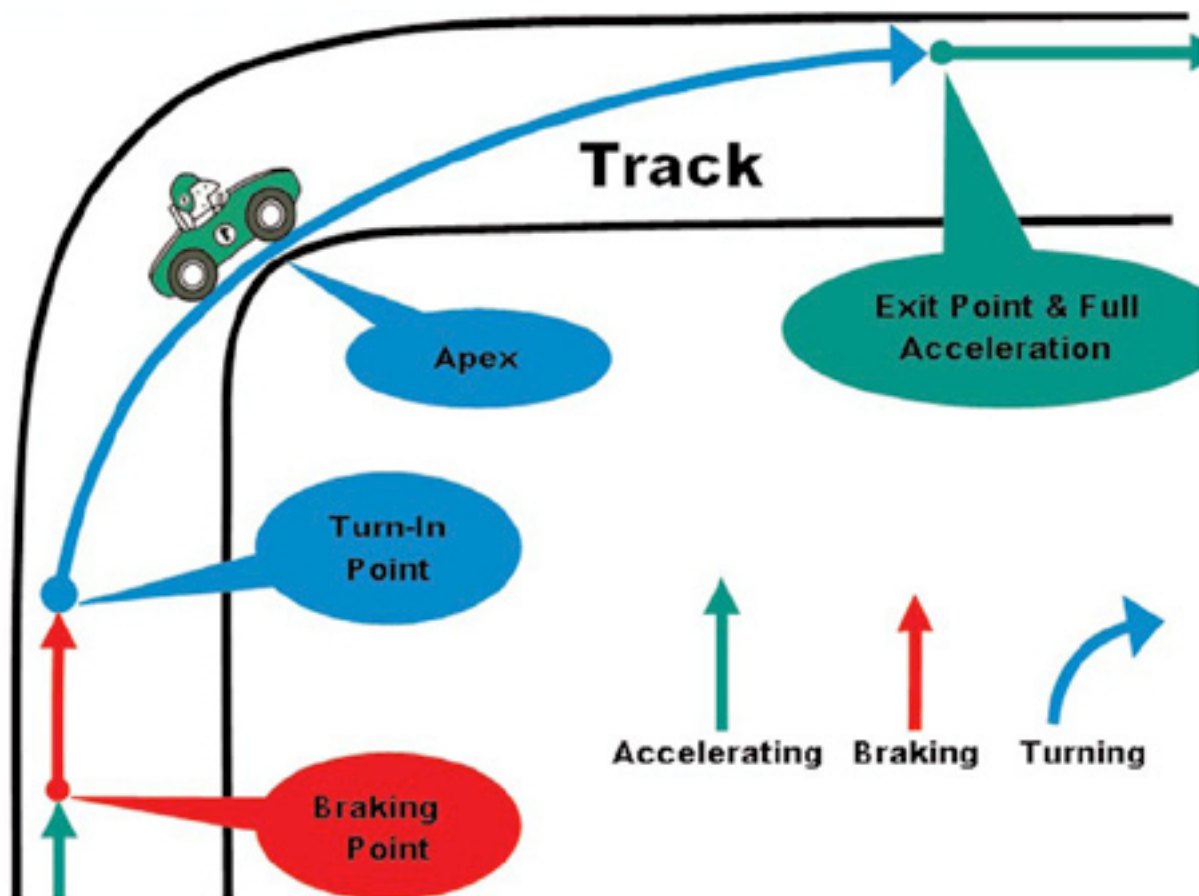 Track
Exit Point & Full
Acceleration
Apex
Turn-In
Point
Accelerating
Braking
Turning
Braking
Point